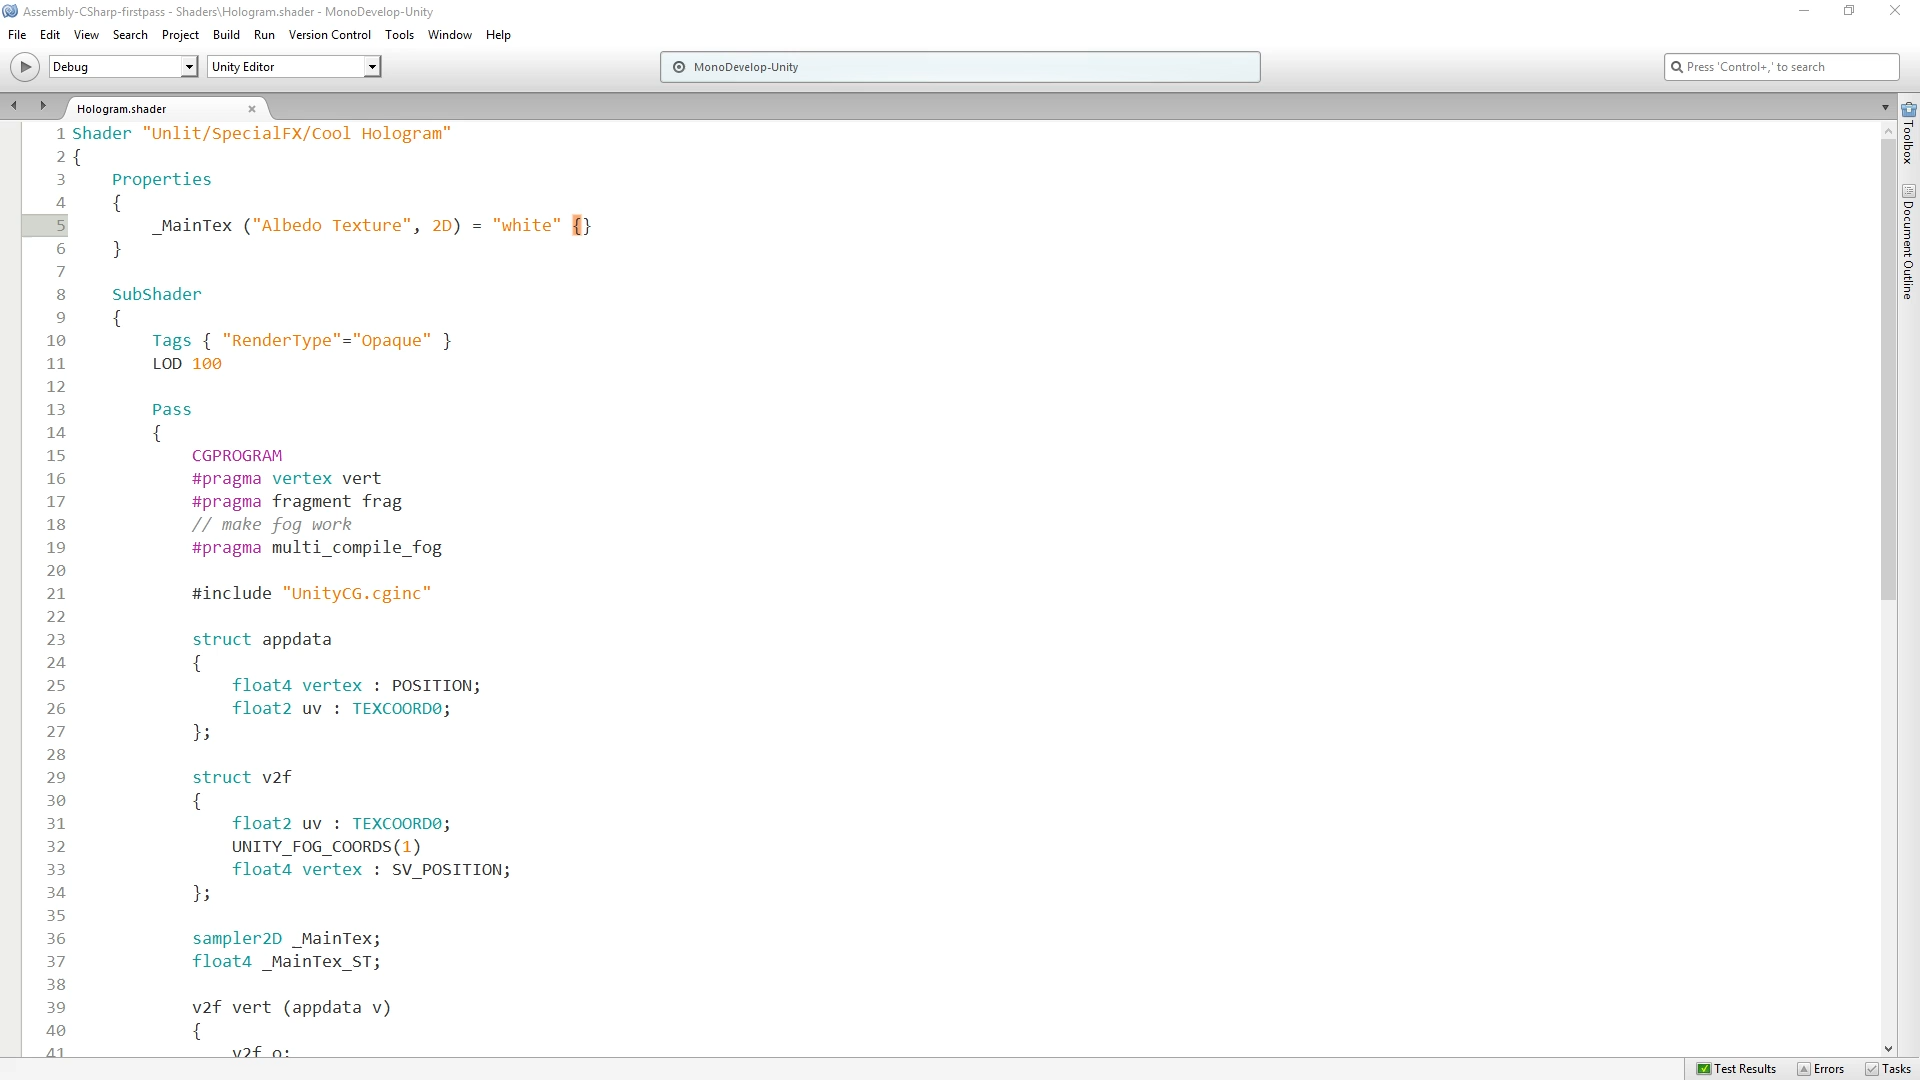 Assembly-CSharp-firstpass - Shaders\Hologram.shader - MonoDevelop-Unity
File Edit View Search Project Build Run Version Control Tools Window Help
Debug Unity Editor MonoDevelop-Unity Press 'Control+,' to search
Hologram.shader
1 Shader "Unlit/SpecialFX/Cool Hologram"
2 {
3 Properties
4 {
5 _MainTex ("Albedo Texture", 2D) = "white" {}
6 }
7
8 SubShader
9 {
10 Tags { "RenderType"="Opaque" }
11 LOD 100
12
13 Pass
14 {
15 CGPROGRAM
16 #pragma vertex vert
17 #pragma fragment frag
18 // make fog work
19 #pragma multi_compile_fog
20
21 #include "UnityCG.cginc"
22
23 struct appdata
24 {
25 float4 vertex : POSITION;
26 float2 uv : TEXCOORD0;
27 };
28
29 struct v2f
30 {
31 float2 uv : TEXCOORD0;
32 UNITY_FOG_COORDS(1)
33 float4 vertex : SV_POSITION;
34 };
35
36 sampler2D _MainTex;
37 float4 _MainTex_ST;
38
39 v2f vert (appdata v)
40 {
41 v2f o;
Toolbox
Document Outline
Test Results Errors Tasks